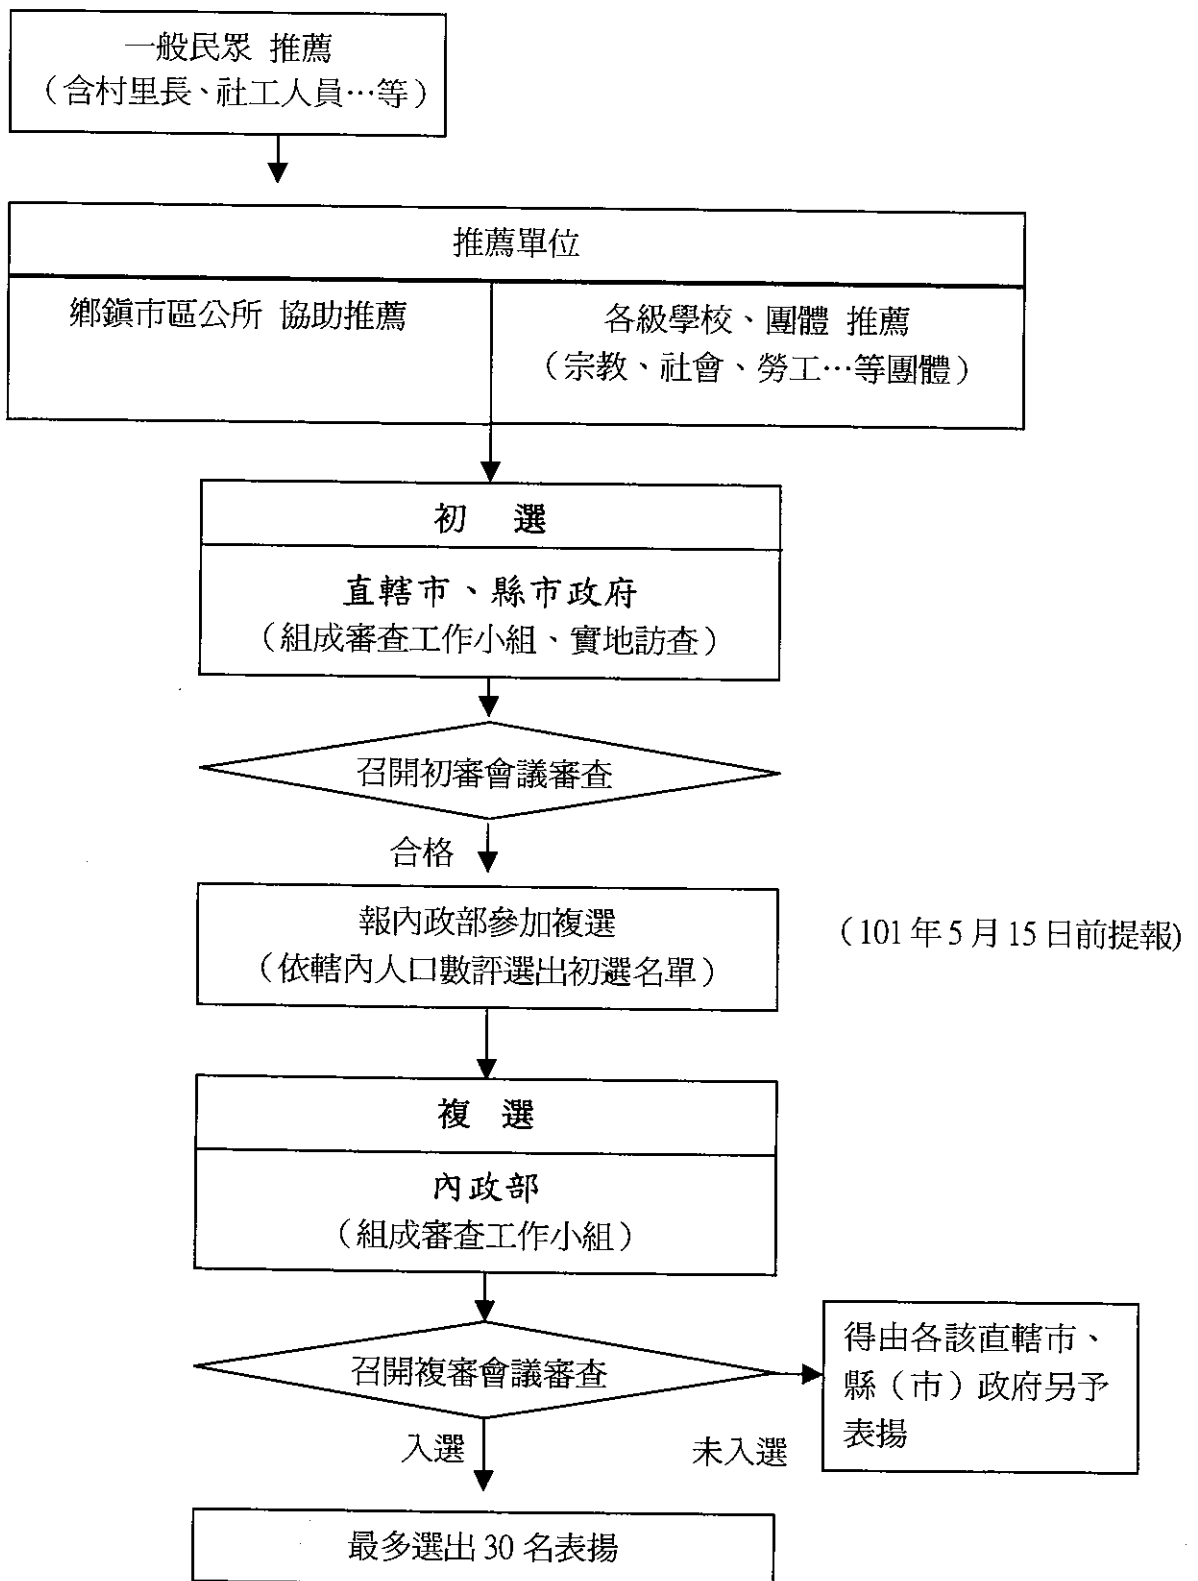 一般民眾 推薦
（含村里長、社工人員…等）
推薦單位
鄉鎮市區公所 協助推薦
各級學校、團體 推薦
（宗教、社會、勞工…等團體）
初 選
直轄市、縣市政府
（組成審查工作小組、實地訪查）
召開初審會議審查
合格
報內政部參加複選
（依轄內人口數評選出初選名單）
（101年5月15日前提報)
複 選
內政部
（組成審查工作小組）
召開複審會議審查
得由各該直轄市、
縣（市）政府另予
表揚
入選
未入選
最多選出30名表揚